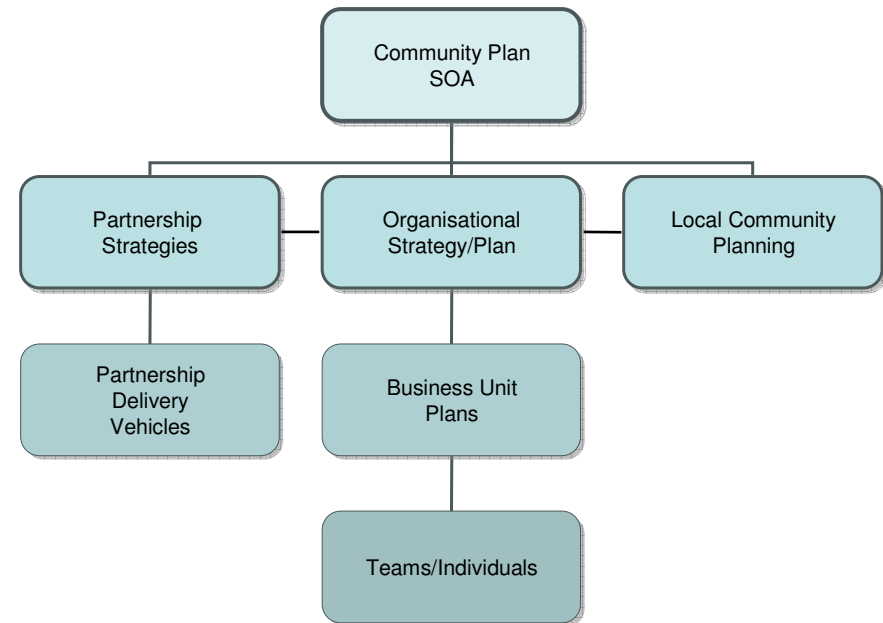 Community Plan
SOA
Partnership
Strategies
Organisational
Strategy/Plan
Local Community
Planning
Partnership
Delivery
Vehicles
Business Unit
Plans
Teams/Individuals